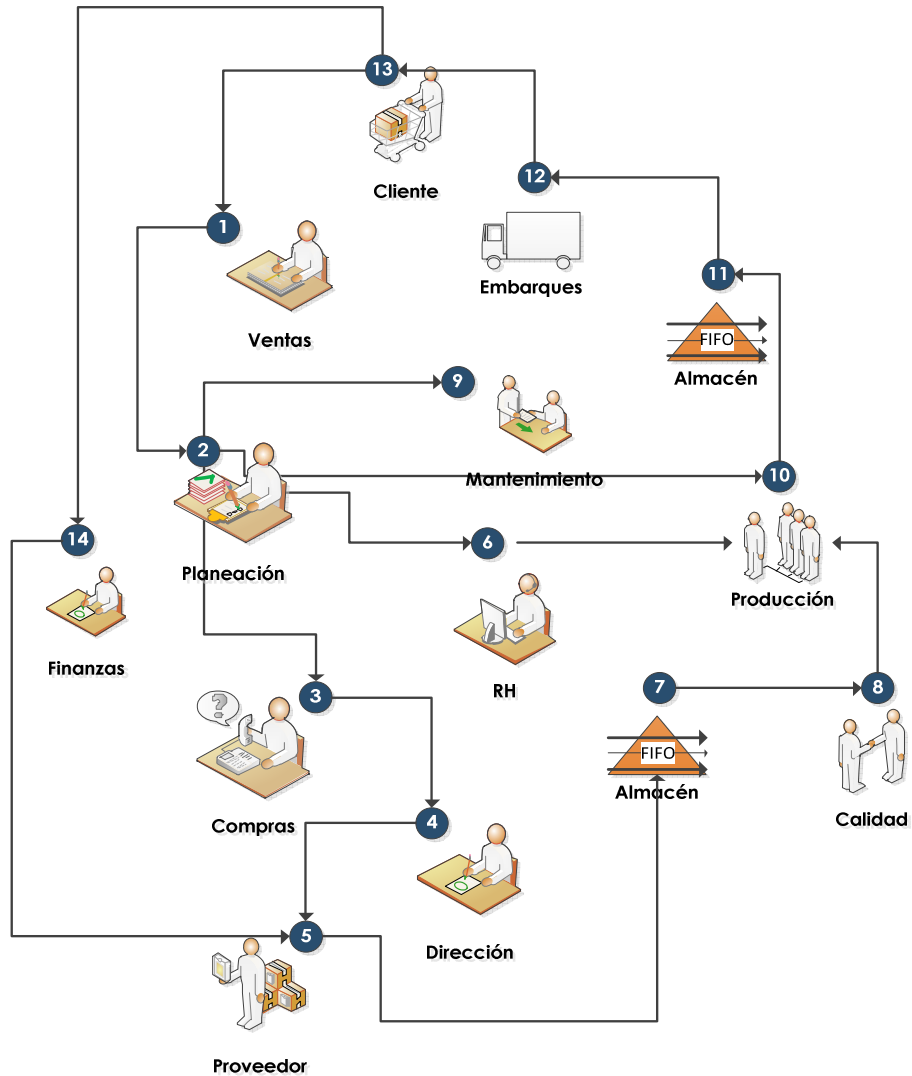 13
Cliente
12
1
Embarques
11
Ventas
FIFO
Almacén
9
2
Mantenimiento
10
14
Planeación
6
Producción
Finanzas
RH
7
8
3
?
FIFO
Almacén
Compras
4
Calidad
5
Dirección
Proveedor